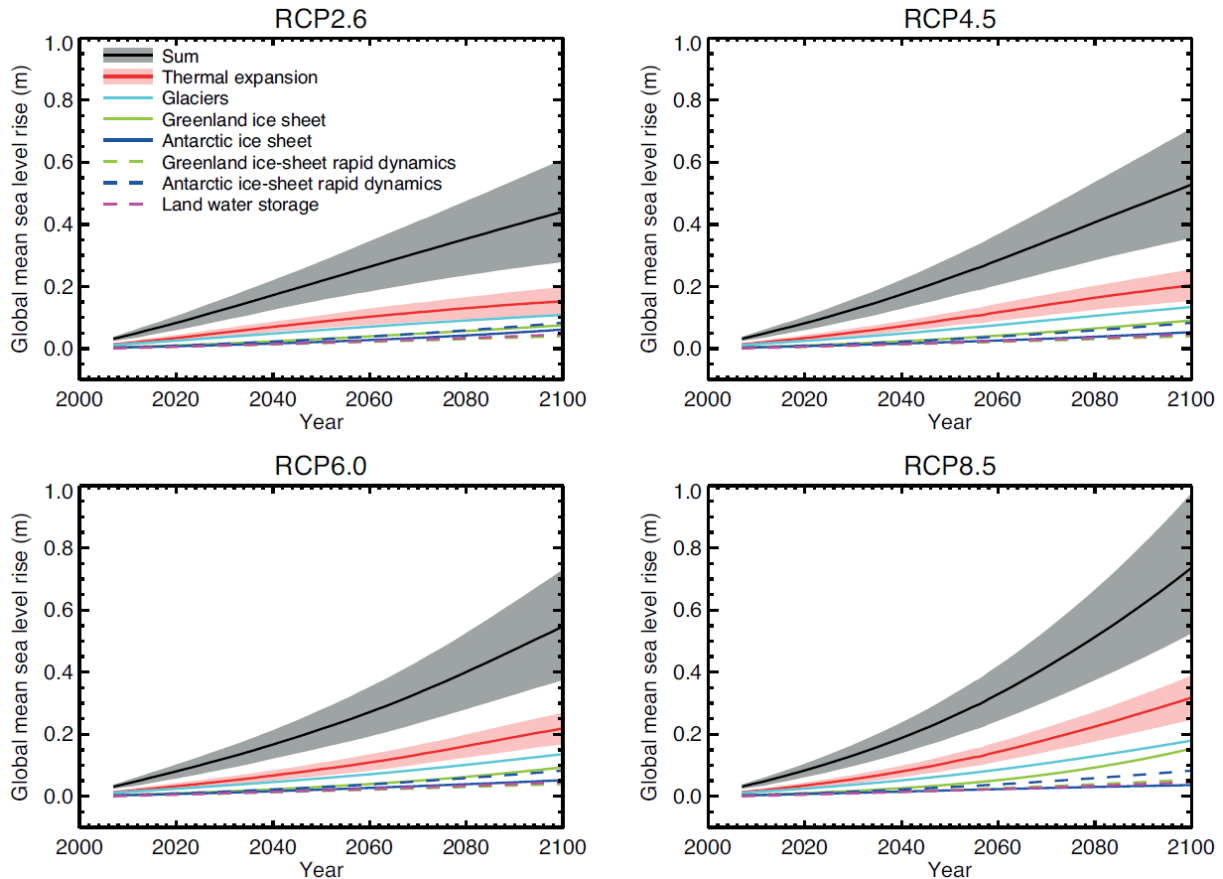 RCP2.6
1.0
0.8
0.6
0.4
0.2
0.0
Global mean sea level rise (m)
Sum
Thermal expansion
Glaciers
Greenland ice sheet
Antarctic ice sheet
Greenland ice-sheet rapid dynamics
Antarctic ice-sheet rapid dynamics
Land water storage
2000 2020 2040 2060 2080 2100
Year
RCP4.5
1.0
0.8
0.6
0.4
0.2
0.0
Global mean sea level rise (m)
2000 2020 2040 2060 2080 2100
Year
RCP6.0
1.0
0.8
0.6
0.4
0.2
0.0
Global mean sea level rise (m)
2000 2020 2040 2060 2080 2100
Year
RCP8.5
1.0
0.8
0.6
0.4
0.2
0.0
Global mean sea level rise (m)
2000 2020 2040 2060 2080 2100
Year